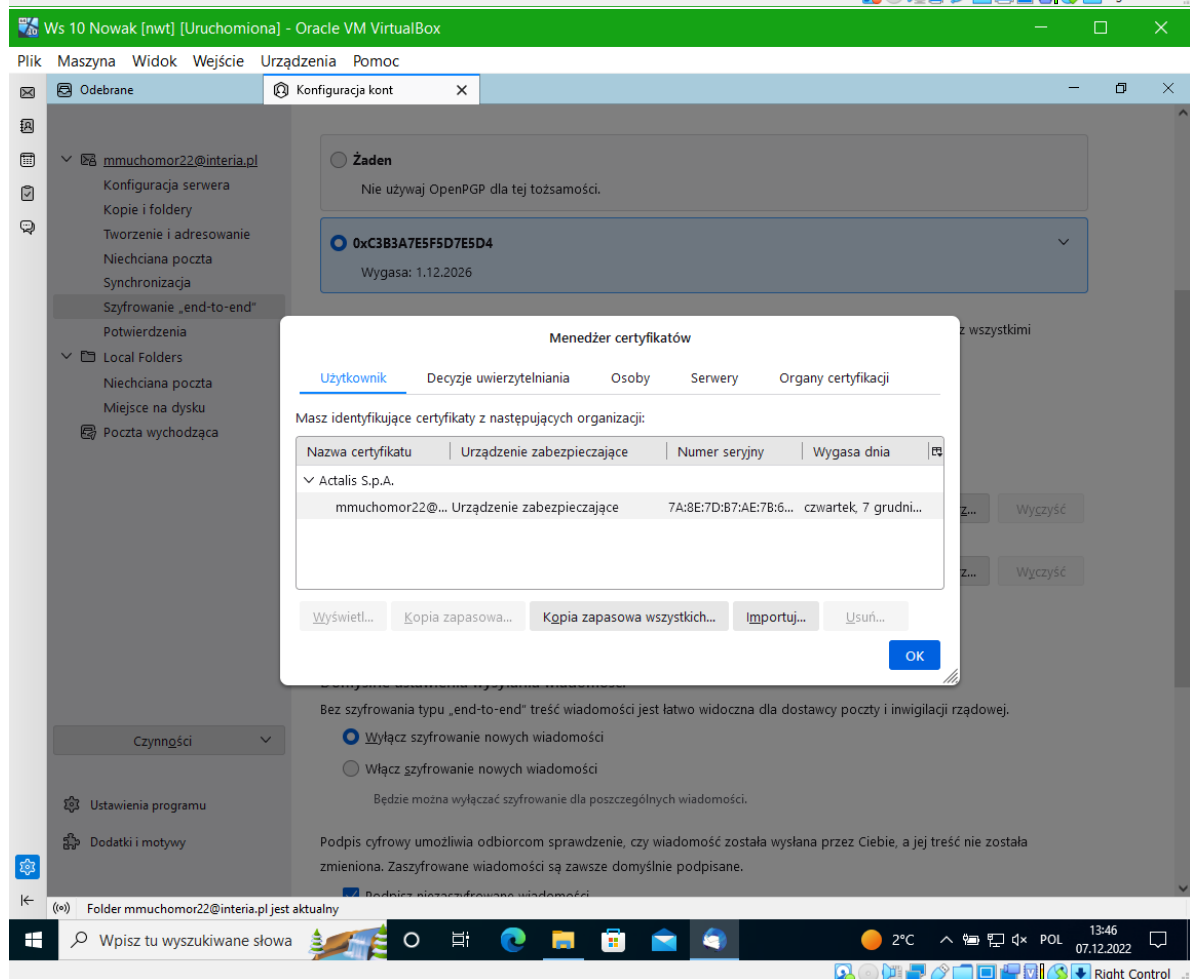 Ws 10 Nowak [nwt] [Uruchomiona] - Oracle VM VirtualBox
Plik Maszyna Widok Wejście Urządzenia Pomoc
Odebrane
Konfiguracja kont
mmuchomor22@interia.pl
Konfiguracja serwera
Kopie i foldery
Tworzenie i adresowanie
Niechciana poczta
Synchronizacja
Szyfrowanie „end-to-end”
Potwierdzenia
Local Folders
Niechciana poczta
Miejsce na dysku
Poczta wychodząca
Czynności
Ustawienia programu
Dodatki i motywy
Żaden
Nie używaj OpenPGP dla tej tożsamości.
0xC3B3A7E5F5D7E5D4
Wygasa: 1.12.2026
z wszystkimi
Menedżer certyfikatów
Użytkownik Decyzje uwierzytelniania Osoby Serwery Organy certyfikacji
Masz identyfikujące certyfikaty z następujących organizacji:
Nazwa certyfikatu Urządzenie zabezpieczające Numer seryjny Wygasa dnia
Actalis S.p.A.
mmuchomor22@... Urządzenie zabezpieczające 7A:8E:7D:B7:AE:7B:6... czwartek, 7 grudni...
Wyświetl... Kopia zapasowa... Kopia zapasowa wszystkich... Importuj... Usuń...
OK
z... Wyczyść
z... Wyczyść
Domyślne ustawienia wysyłania wiadomości
Bez szyfrowania typu „end-to-end” treść wiadomości jest łatwo widoczna dla dostawcy poczty i inwigilacji rządowej.
Wyłącz szyfrowanie nowych wiadomości
Włącz szyfrowanie nowych wiadomości
Będzie można wyłączać szyfrowanie dla poszczególnych wiadomości.
Podpis cyfrowy umożliwia odbiorcom sprawdzenie, czy wiadomość została wysłana przez Ciebie, a jej treść nie została
zmieniona. Zaszyfrowane wiadomości są zawsze domyślnie podpisane.
Podpisz niezaszyfrowane wiadomości
Folder mmuchomor22@interia.pl jest aktualny
Wpisz tu wyszukiwane słowa
2°C
POL
13:46
07.12.2022
Right Control